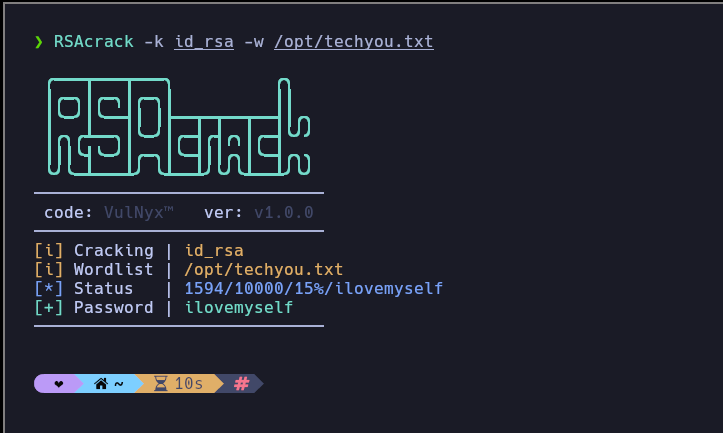 ❯ RSAcrack -k id_rsa -w /opt/techyou.txt
RSAcrack
code: VulNyx™ ver: v1.0.0
[i] Cracking | id_rsa
[i] Wordlist | /opt/techyou.txt
[*] Status | 1594/10000/15%/ilovemyself
[+] Password | ilovemyself
~ 10s #